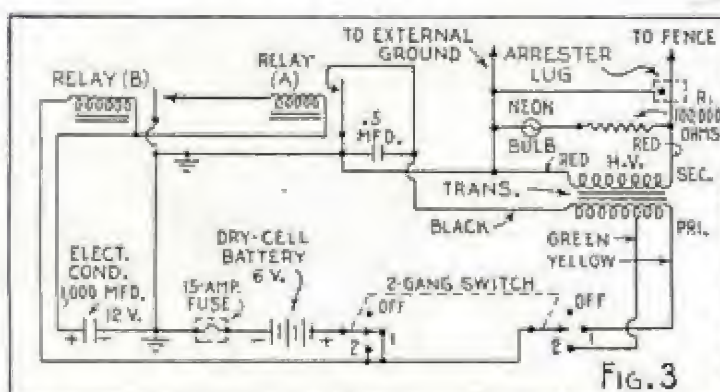 TO EXTERNAL
GROUND
TO FENCE
ARRESTER
LUG
RELAY (B)
RELAY
(A)
R1
100,000
OHMS
.5
MFD.
NEON
BULB
RED
RED
H.V.
SEC.
TRANS.
BLACK
PRI.
GREEN
YELLOW
ELECT.
COND.
1,000 MFD.
12 V.
+
-
15-AMP.
FUSE
DRY-CELL
BATTERY
6 V.
-
+
2-GANG SWITCH
OFF
1
2
OFF
1
2
FIG. 3